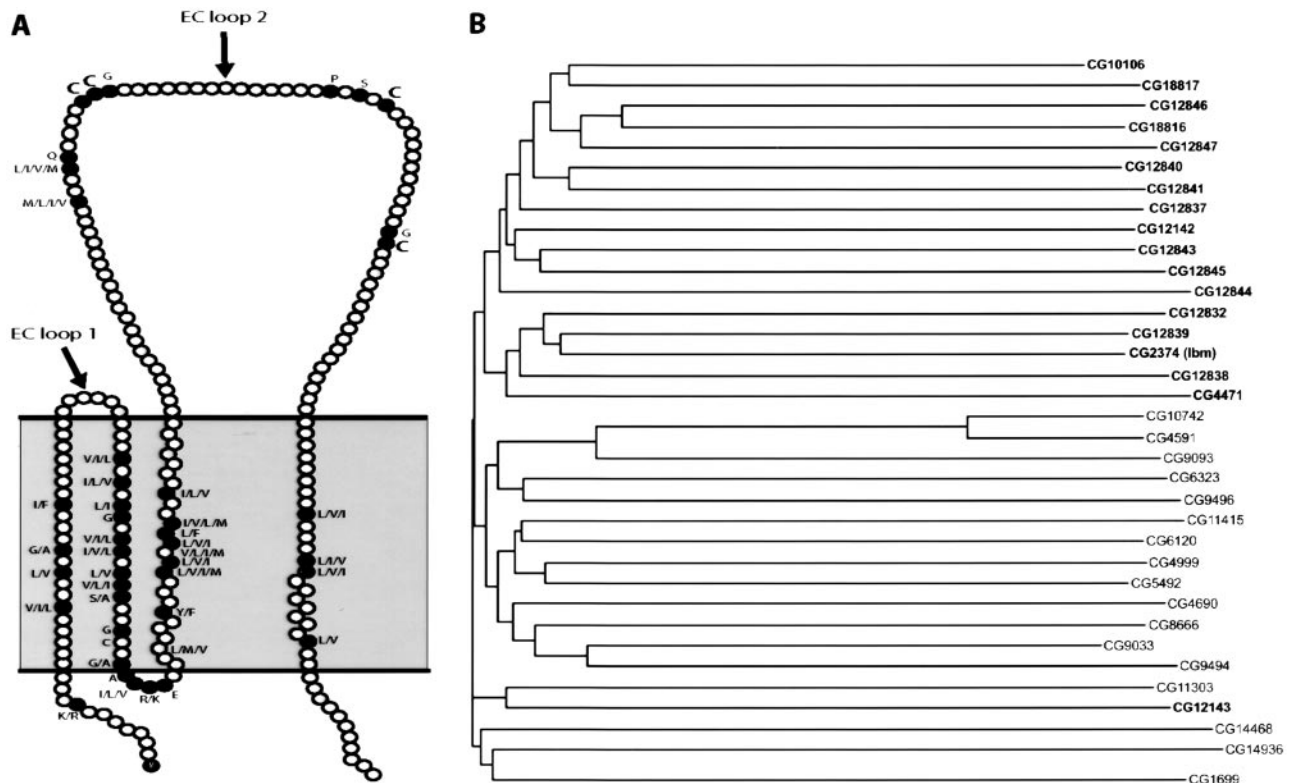 A
EC loop 2
C
C
G
P
S
C
Q
L/I/V/M
M/L/I/V
G
C
EC loop 1
V/I/L
I/L/V
I/F
L/I
G
V/I/L
G/A
I/V/L
L/V
L/V
V/L/I
S/A
V/I/L
G
C
G/A
A
I/L/V
R/K
E
K/R
I/L/V
I/V/L/M
L/F
L/V/I
V/L/I/M
L/V/I
L/V/I/M
Y/F
L/M/V
L/V/I
L/I/V
L/V/I
L/V
B
CG10106
CG18817
CG12846
CG18816
CG12847
CG12840
CG12841
CG12837
CG12142
CG12843
CG12845
CG12844
CG12832
CG12839
CG2374 (lbm)
CG12838
CG4471
CG10742
CG4591
CG9093
CG6323
CG9496
CG11415
CG6120
CG4999
CG5492
CG4690
CG8666
CG9033
CG9494
CG11303
CG12143
CG14468
CG14936
CG1699